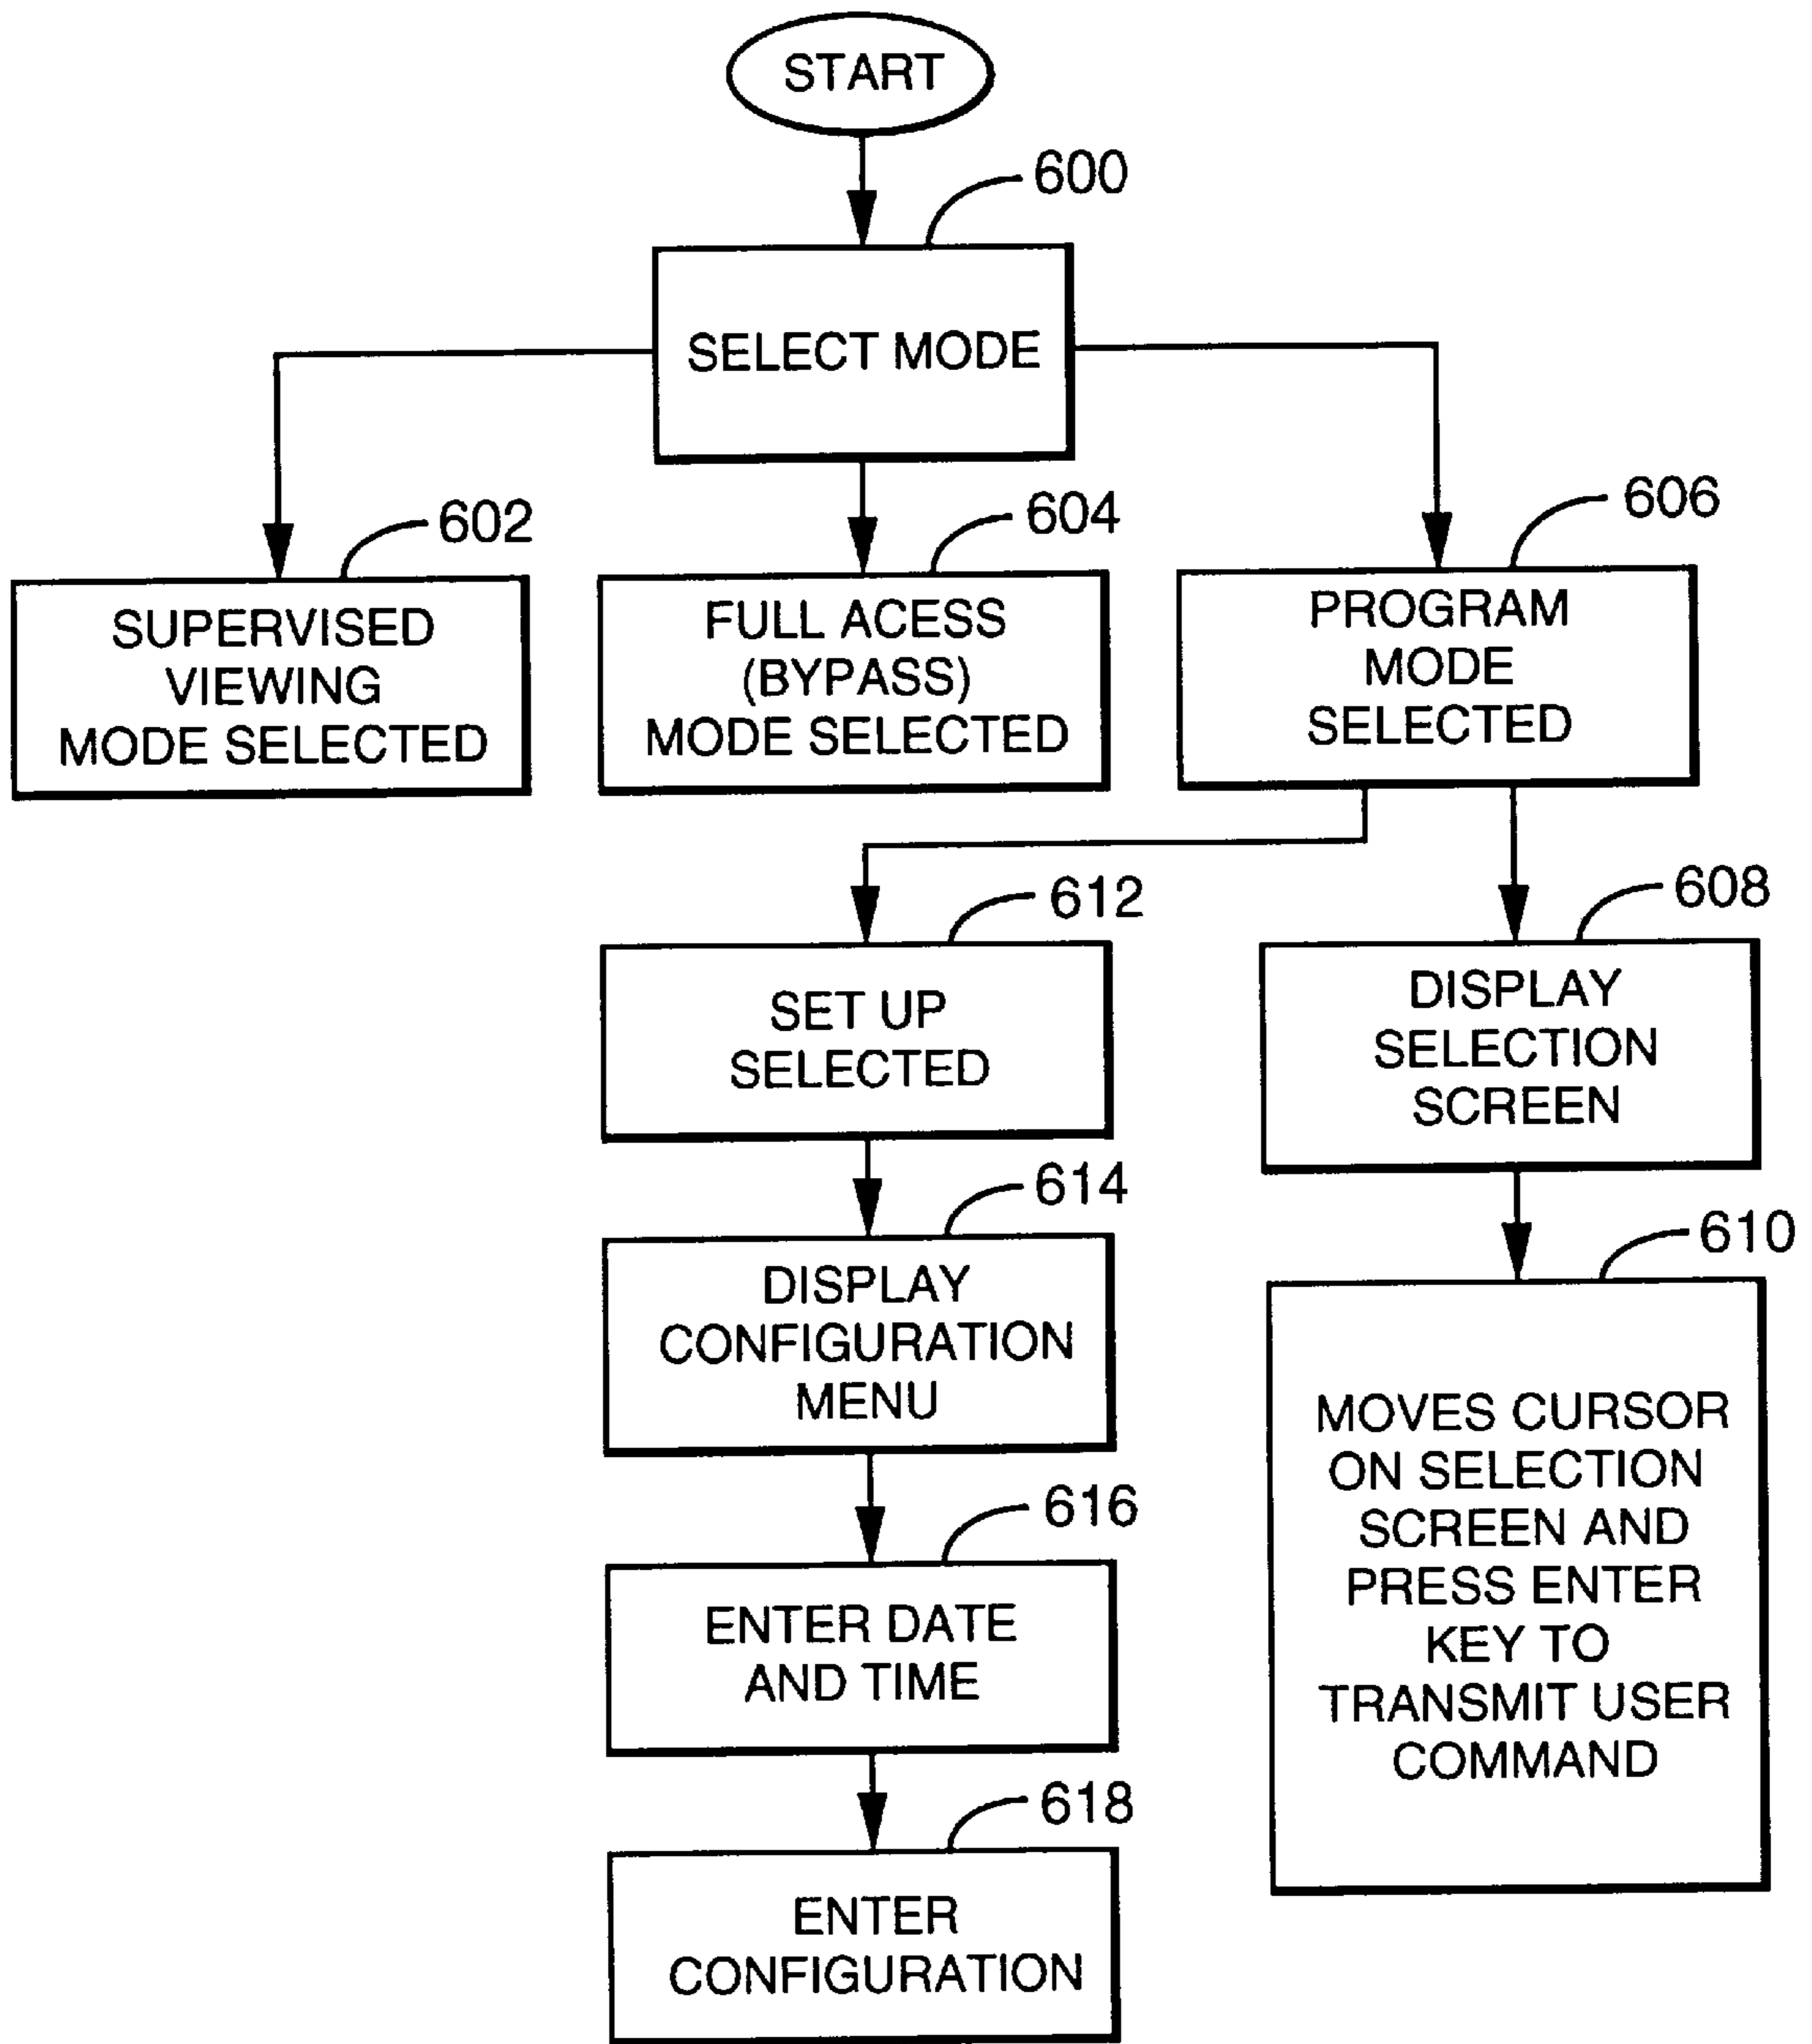 START
600
SELECT MODE
602
SUPERVISED
VIEWING
MODE SELECTED
604
FULL ACESS
(BYPASS)
MODE SELECTED
606
PROGRAM
MODE
SELECTED
612
SET UP
SELECTED
608
DISPLAY
SELECTION
SCREEN
614
DISPLAY
CONFIGURATION
MENU
610
MOVES CURSOR
ON SELECTION
SCREEN AND
PRESS ENTER
KEY TO
TRANSMIT USER
COMMAND
616
ENTER DATE
AND TIME
618
ENTER
CONFIGURATION